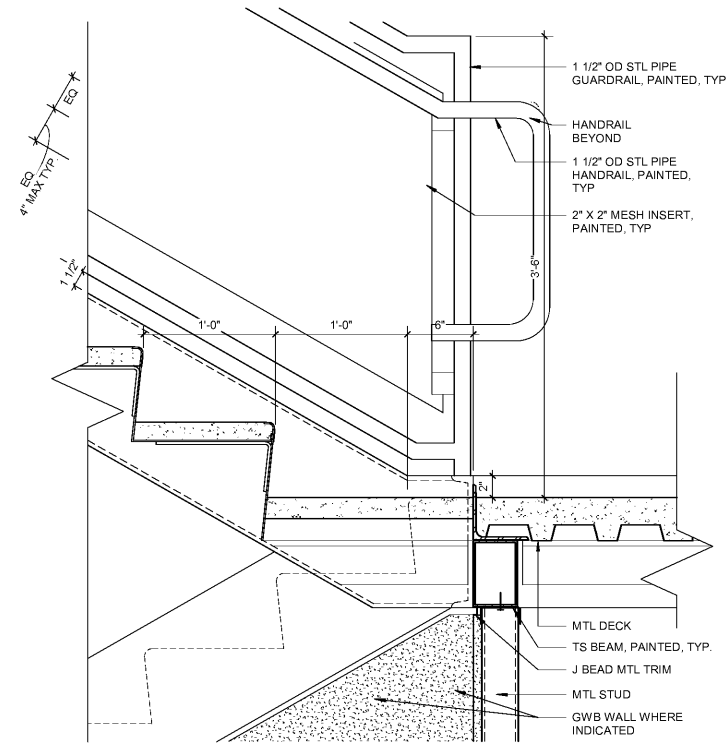 1 1/2" OD STL PIPE
GUARDRAIL, PAINTED, TYP
EQ
HANDRAIL
BEYOND
1 1/2" OD STL PIPE
HANDRAIL, PAINTED,
TYP
EQ
4" MAX TYP.
2" X 2" MESH INSERT,
PAINTED, TYP
3'-6"
1 1/2"
1'-0"
1'-0"
6"
2"
MTL DECK
TS BEAM, PAINTED, TYP.
J BEAD MTL TRIM
MTL STUD
GWB WALL WHERE
INDICATED